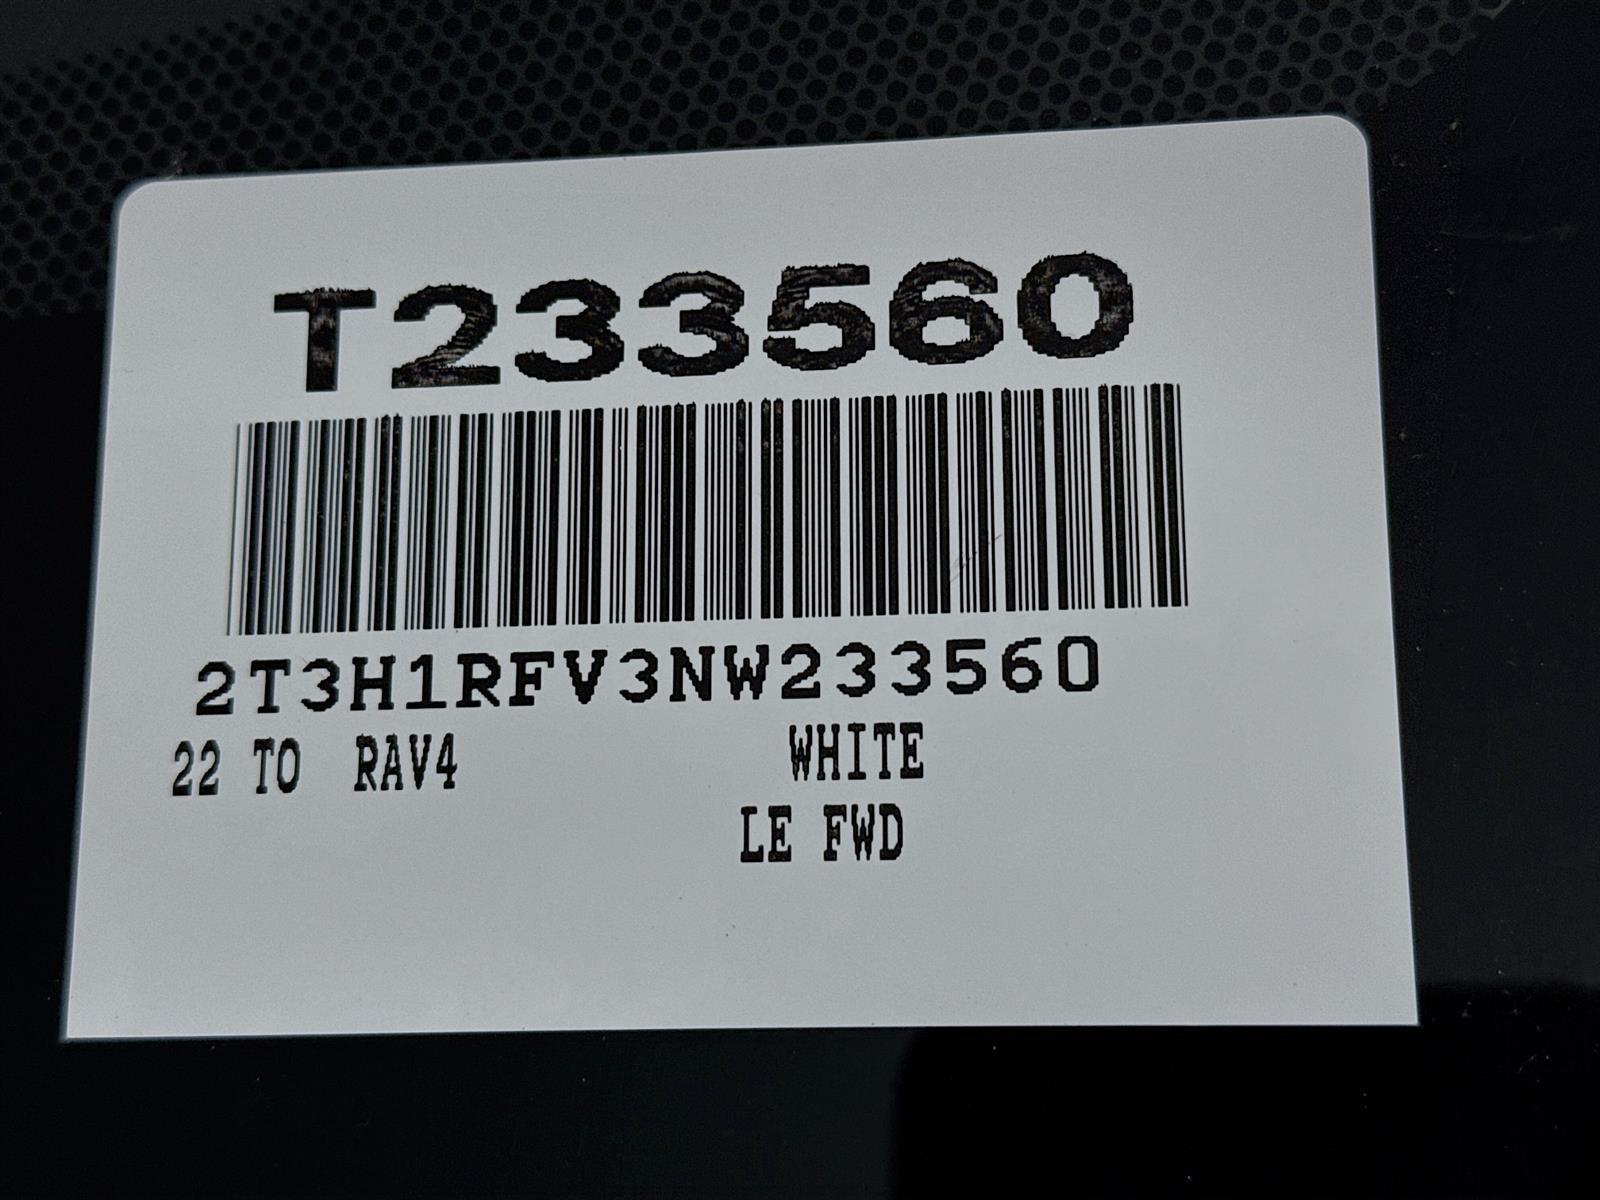 T233560
2T3H1RFV3NW233560
22 TO RAV4 WHITE
LE FWD